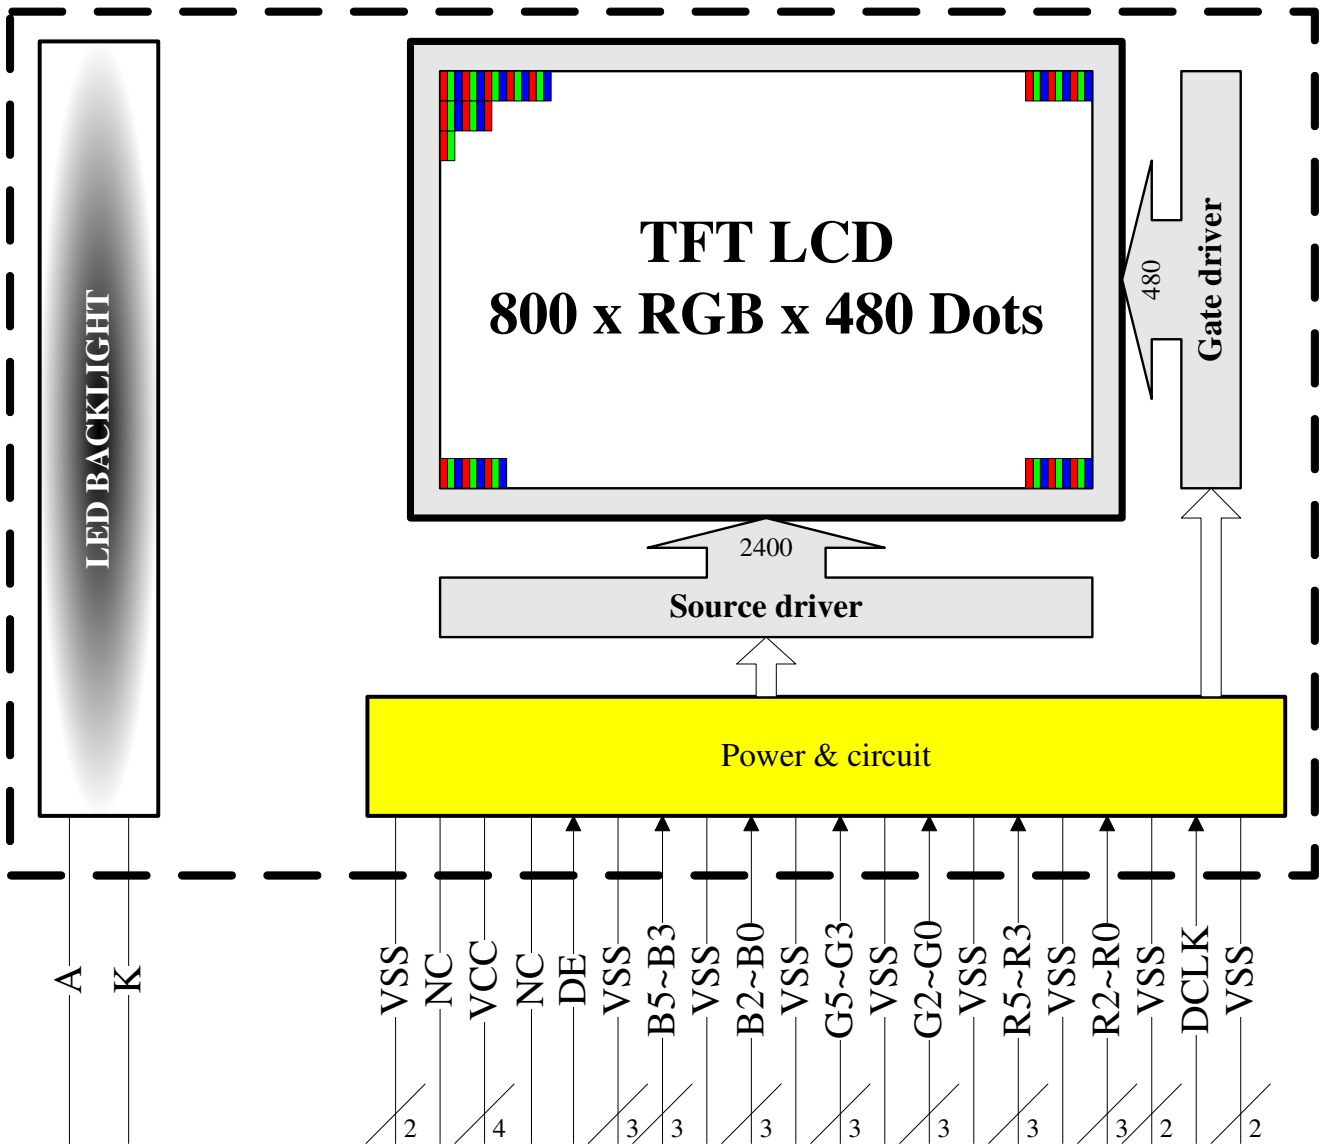 TFT LCD
800 x RGB x 480 Dots
480
Gate driver
LED BACKLIGHT
2400
Source driver
Power & circuit
A
K
VSS
NC
VCC
NC
DE
VSS
B5~B3
VSS
B2~B0
VSS
G5~G3
VSS
G2~G0
VSS
R5~R3
VSS
R2~R0
VSS
DCLK
VSS
2
4
3
3
3
3
3
3
3
2
2